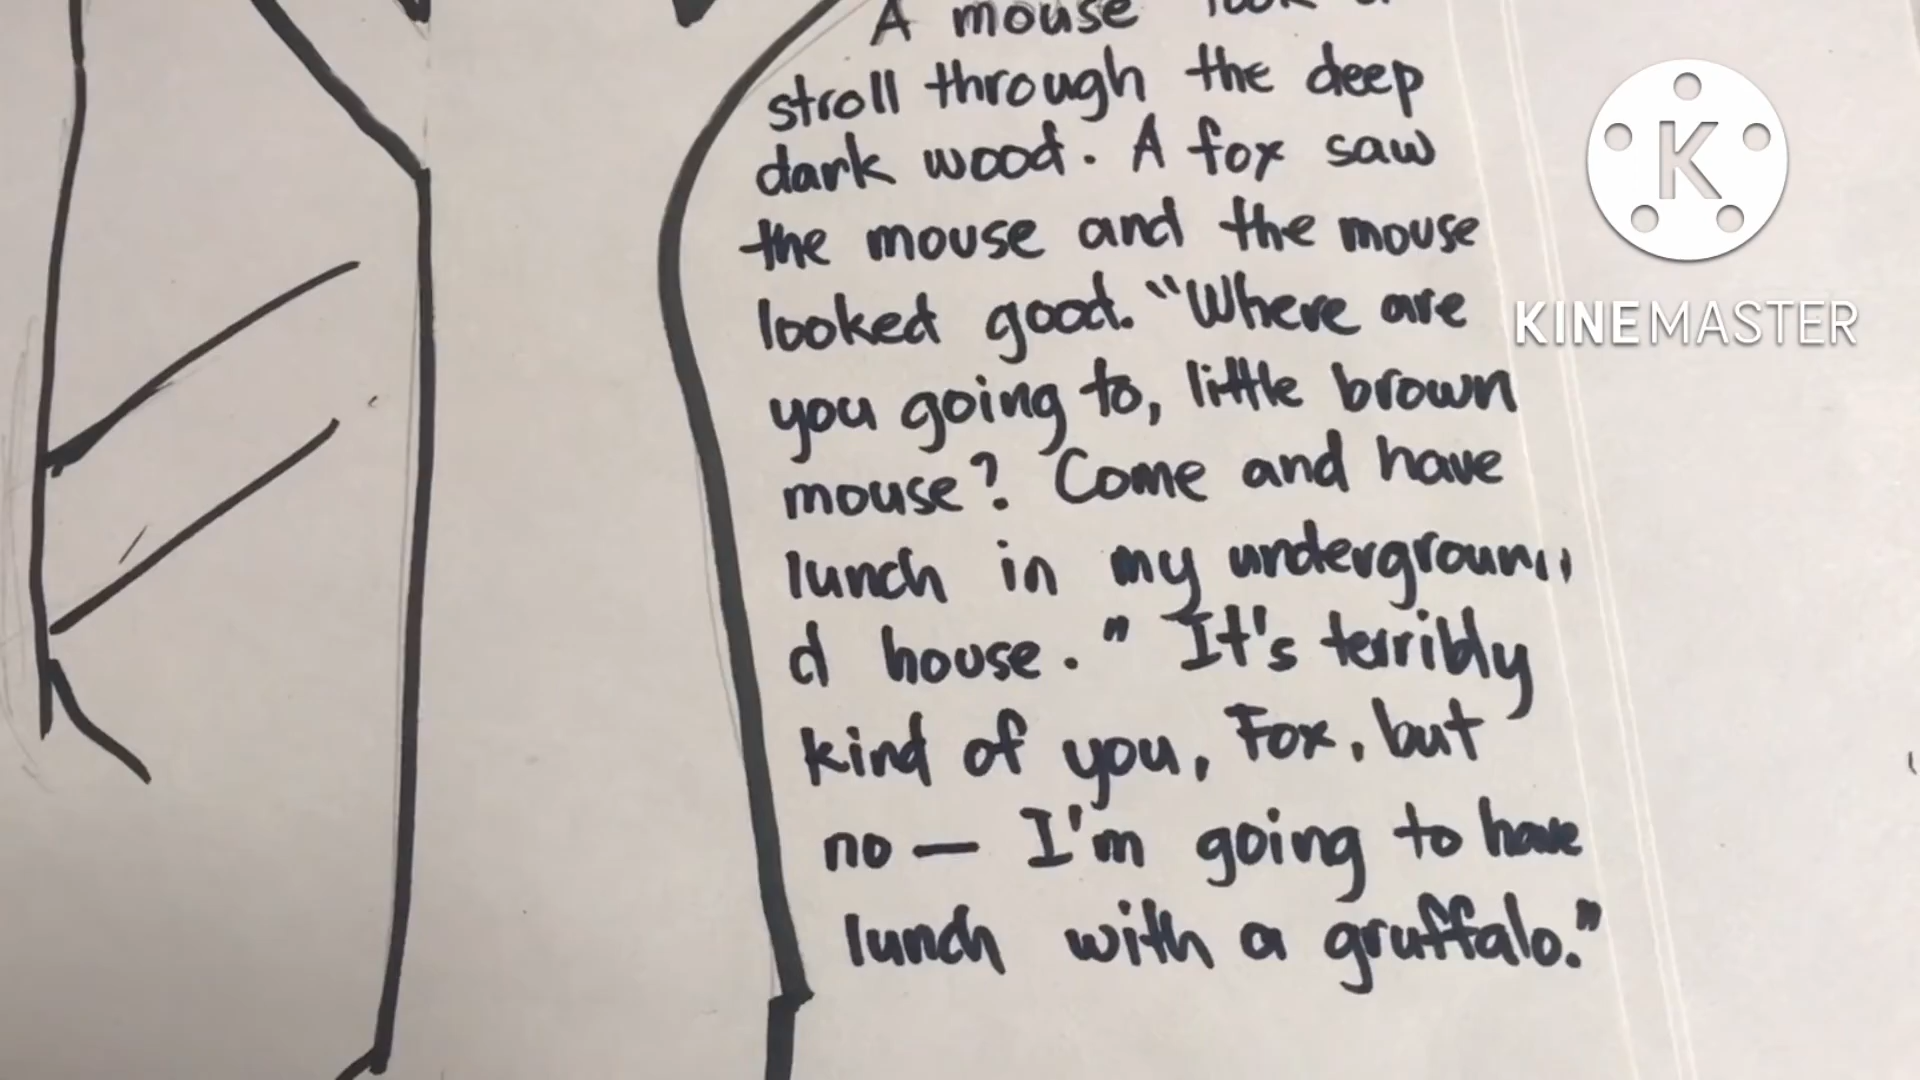 A mouse took a
stroll through the deep
dark wood. A fox saw
the mouse and the mouse
looked good. "Where are
you going to, little brown
mouse? Come and have
lunch in my undergroun
d house." It's terribly
kind of you, Fox, but
no — I'm going to have
lunch with a gruffalo."
KINEMASTER